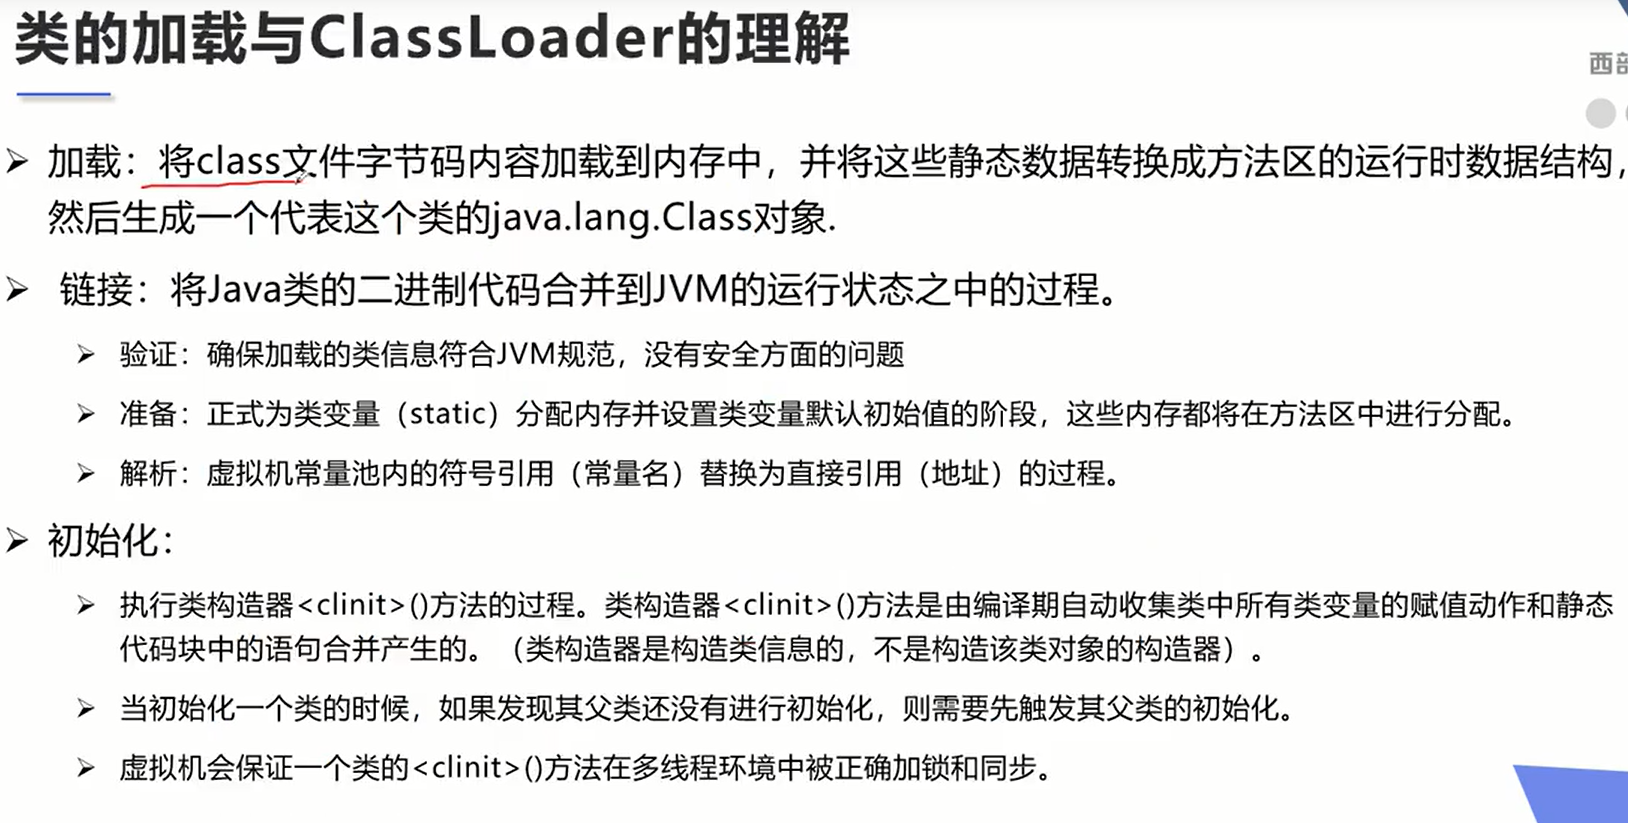 类的加载与ClassLoader的理解
西部
加载：将class文件字节码内容加载到内存中，并将这些静态数据转换成方法区的运行时数据结构，
然后生成一个代表这个类的java.lang.Class对象.
链接：将Java类的二进制代码合并到JVM的运行状态之中的过程。
验证：确保加载的类信息符合JVM规范，没有安全方面的问题
准备：正式为类变量（static）分配内存并设置类变量默认初始值的阶段，这些内存都将在方法区中进行分配。
解析：虚拟机常量池内的符号引用（常量名）替换为直接引用（地址）的过程。
初始化：
执行类构造器<clinit>()方法的过程。类构造器<clinit>()方法是由编译期自动收集类中所有类变量的赋值动作和静态
代码块中的语句合并产生的。（类构造器是构造类信息的，不是构造该类对象的构造器）。
当初始化一个类的时候，如果发现其父类还没有进行初始化，则需要先触发其父类的初始化。
虚拟机会保证一个类的<clinit>()方法在多线程环境中被正确加锁和同步。